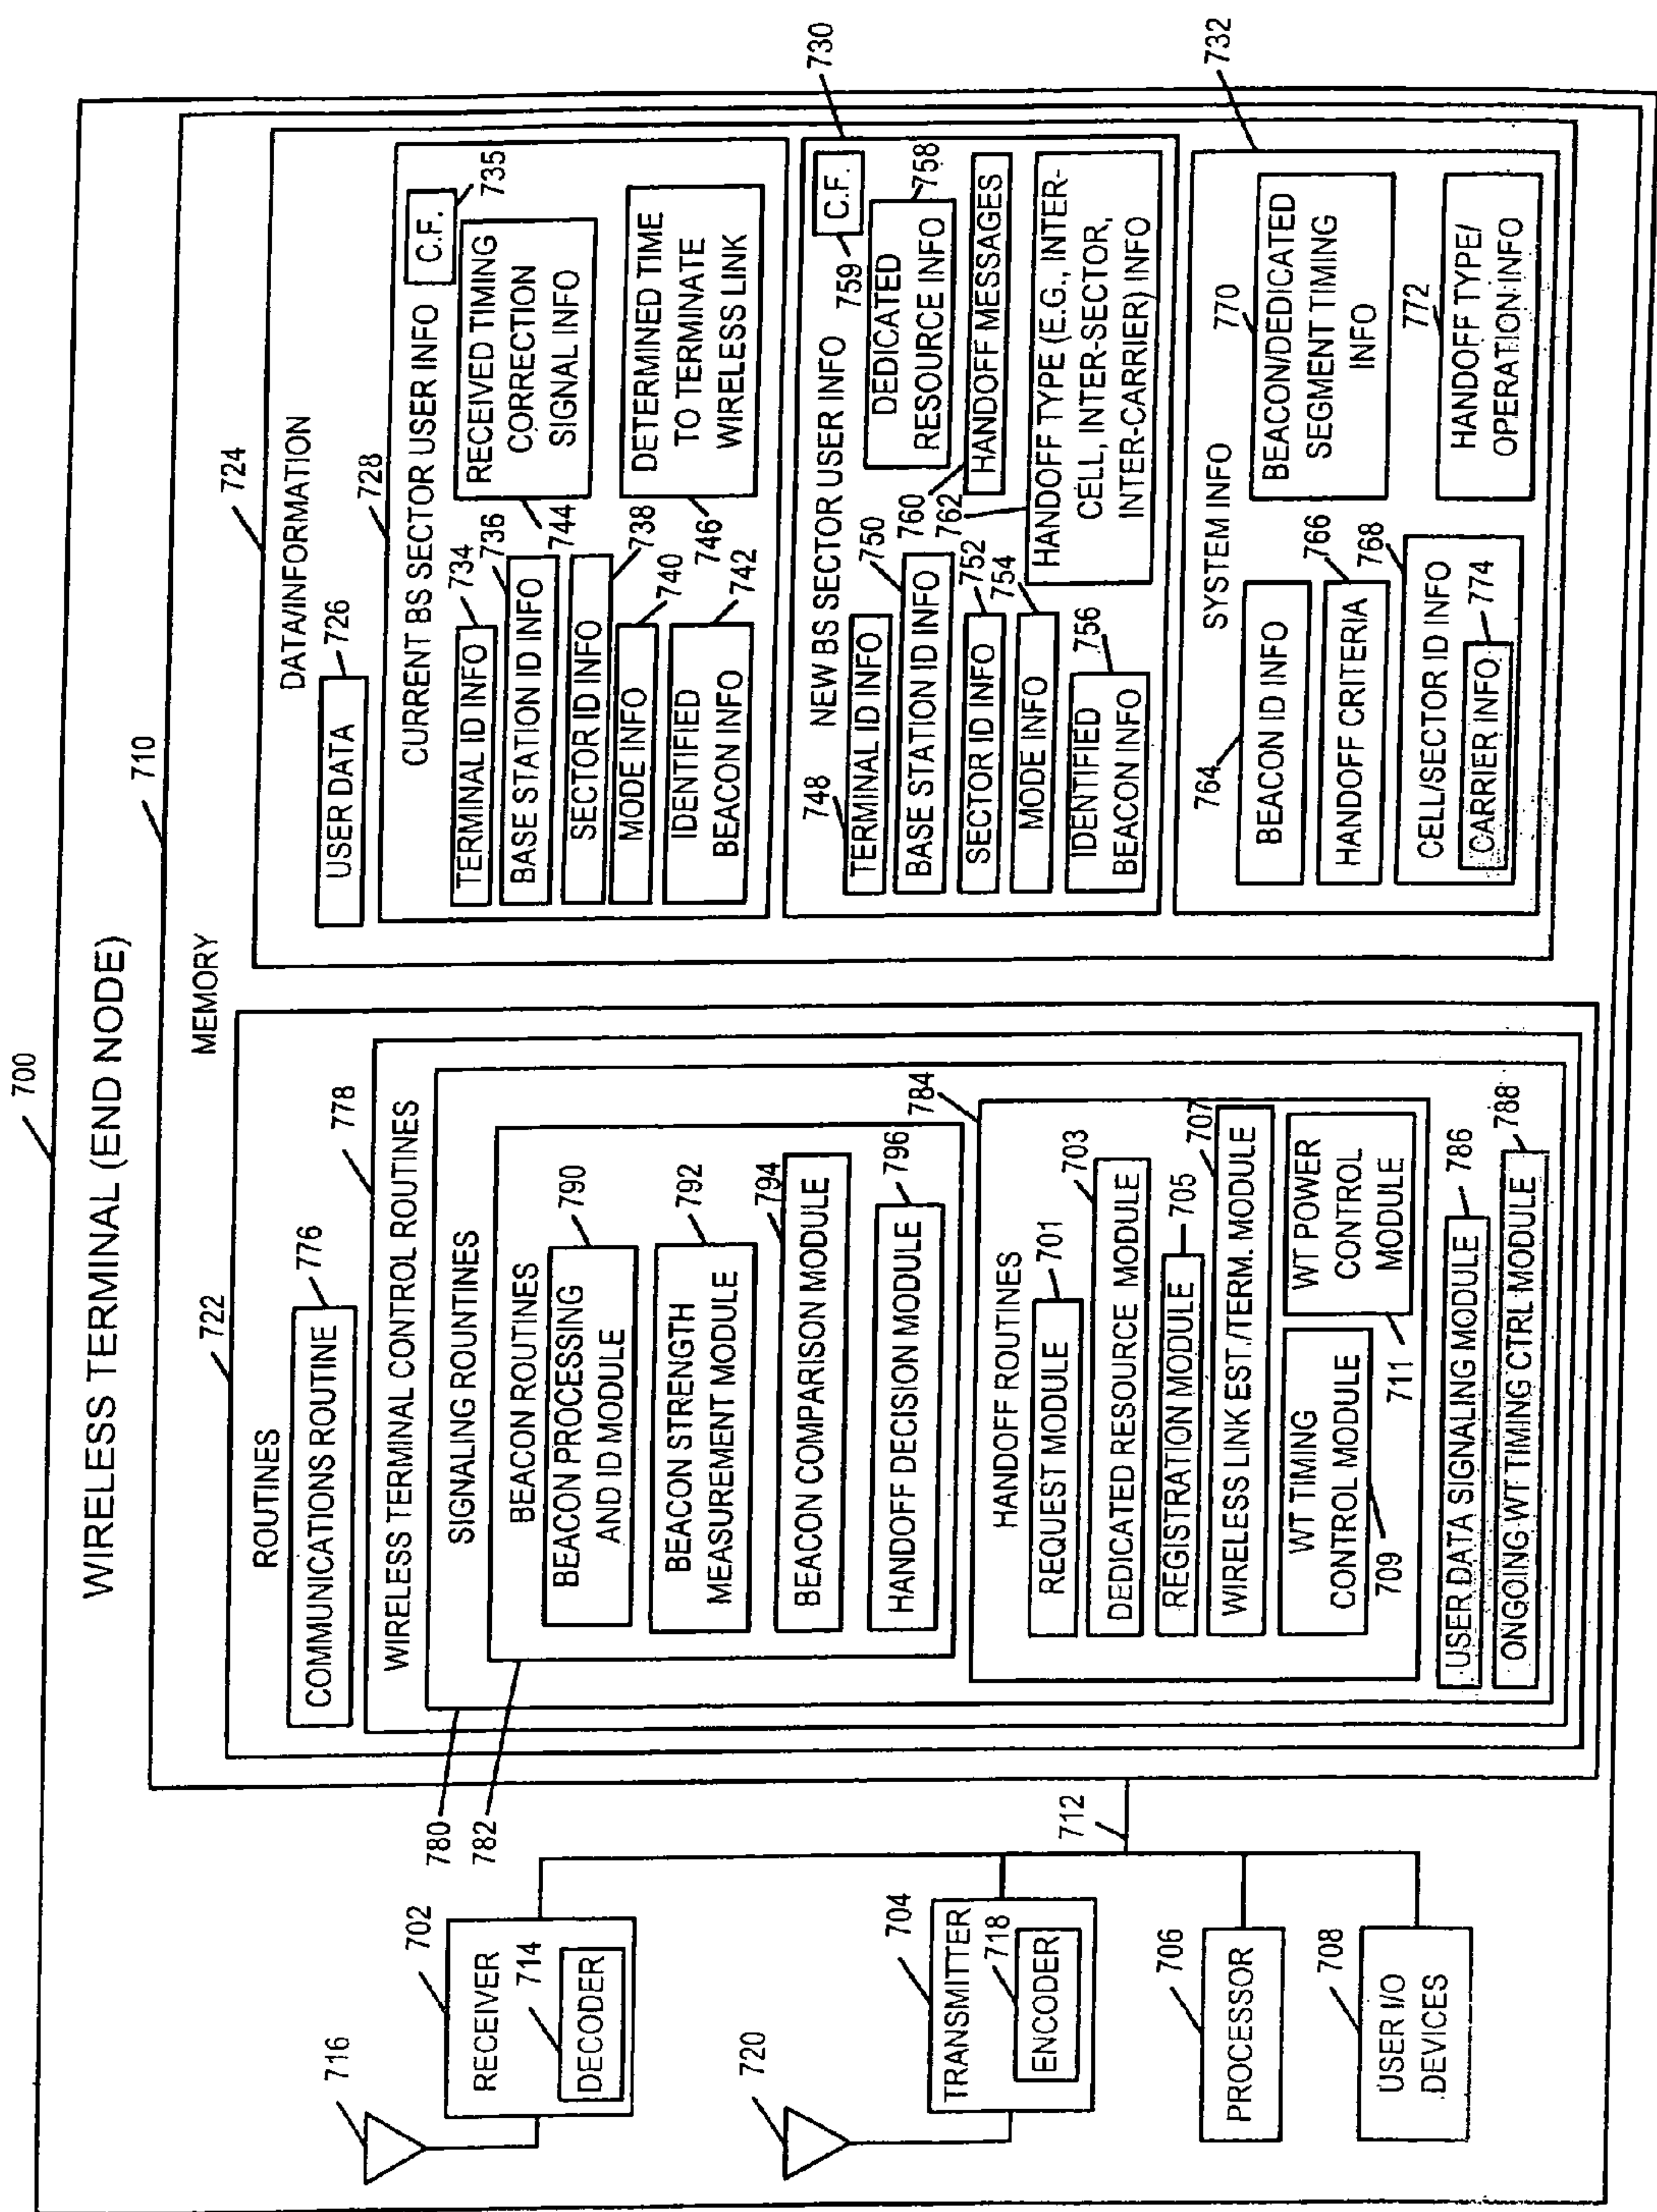 700
WIRELESS TERMINAL (END NODE)
710
MEMORY
716
702
RECEIVER
714
DECODER
720
704
TRANSMITTER
718
ENCODER
706
PROCESSOR
708
USER I/O
DEVICES
712
722
ROUTINES
776
COMMUNICATIONS ROUTINE
778
WIRELESS TERMINAL CONTROL ROUTINES
780
SIGNALING ROUNTINES
782
BEACON ROUTINES
790
BEACON PROCESSING
AND ID MODULE
792
BEACON STRENGTH
MEASUREMENT MODULE
794
BEACON COMPARISON MODULE
796
HANDOFF DECISION MODULE
784
HANDOFF ROUTINES
701
REQUEST MODULE
703
DEDICATED RESOURCE MODULE
705
REGISTRATION MODULE
707
WIRELESS LINK EST./TERM. MODULE
WT TIMING
CONTROL MODULE
709
WT POWER
CONTROL
MODULE
711
786
USER DATA SIGNALING MODULE
788
ONGOING WT TIMING CTRL MODULE
724
DATA/INFORMATION
726
USER DATA
728
CURRENT BS SECTOR USER INFO
C.F.
735
734
TERMINAL ID INFO
736
BASE STATION ID INFO
744
RECEIVED TIMING
CORRECTION
SIGNAL INFO
738
SECTOR ID INFO
740
MODE INFO
742
IDENTIFIED
BEACON INFO
746
DETERMINED TIME
TO TERMINATE
WIRELESS LINK
730
NEW BS SECTOR USER INFO
759
C.F.
748
TERMINAL ID INFO
750
BASE STATION ID INFO
758
DEDICATED
RESOURCE INFO
752
SECTOR ID INFO
760
HANDOFF MESSAGES
754
MODE INFO
762
HANDOFF TYPE (E.G., INTER-
CELL, INTER-SECTOR,
INTER-CARRIER) INFO
756
IDENTIFIED
BEACON INFO
732
SYSTEM INFO
764
BEACON ID INFO
770
BEACON/DEDICATED
SEGMENT TIMING
INFO
766
HANDOFF CRITERIA
768
CELL/SECTOR ID INFO
774
CARRIER INFO
772
HANDOFF TYPE/
OPERATION INFO